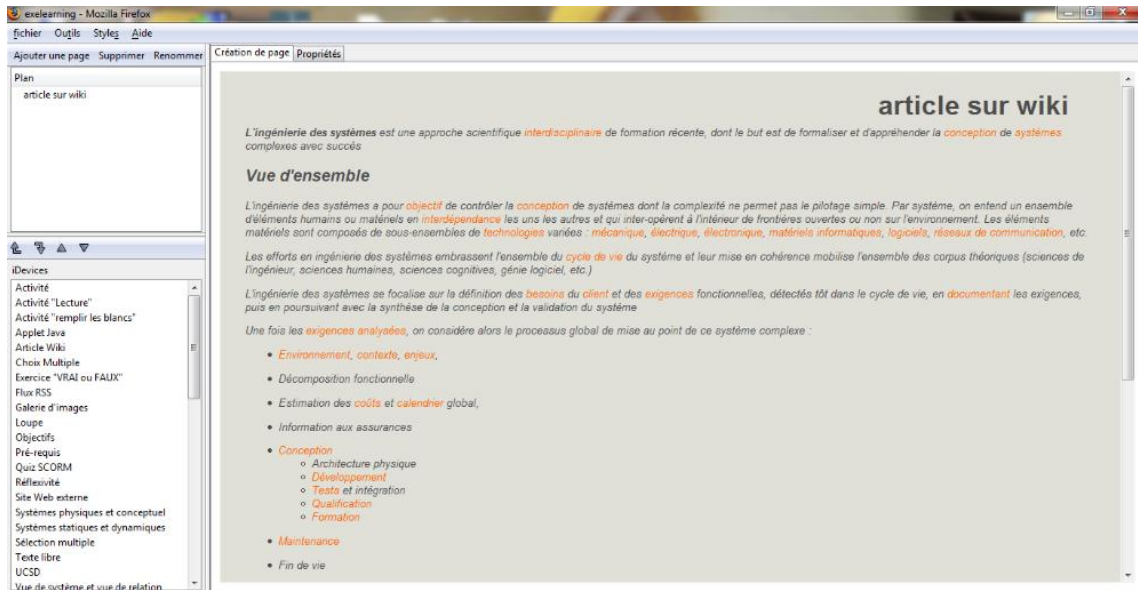 exelearning - Mozilla Firefox
fichier Outils Styles Aide
Ajouter une page Supprimer Renommer
Plan
article sur wiki
iDevices
Activité
Activité "Lecture"
Activité "remplir les blancs"
Applet Java
Article Wiki
Choix Multiple
Exercice "VRAI ou FAUX"
Flux RSS
Galerie d'images
Loupe
Objectifs
Pré-requis
Quiz SCORM
Réflexivité
Site Web externe
Systèmes physiques et conceptuel
Systèmes statiques et dynamiques
Sélection multiple
Texte libre
UCSD
Vue de système et vue de relation
Création de page Propriétés
article sur wiki
L'ingénierie des systèmes est une approche scientifique interdisciplinaire de formation récente, dont le but est de formaliser et d'appréhender la conception de systèmes
complexes avec succès
Vue d'ensemble
L'ingénierie des systèmes a pour objectif de contrôler la conception de systèmes dont la complexité ne permet pas le pilotage simple. Par système, on entend un ensemble
d'éléments humains ou matériels en interdépendance les uns les autres et qui inter-opèrent à l'intérieur de frontières ouvertes ou non sur l'environnement. Les éléments
matériels sont composés de sous-ensembles de technologies variées : mécanique, électrique, électronique, matériels informatiques, logiciels, réseaux de communication, etc.
Les efforts en ingénierie des systèmes embrassent l'ensemble du cycle de vie du système et leur mise en cohérence mobilise l'ensemble des corpus théoriques (sciences de
l'ingénieur, sciences humaines, sciences cognitives, génie logiciel, etc.)
L'ingénierie des systèmes se focalise sur la définition des besoins du client et des exigences fonctionnelles, détectés tôt dans le cycle de vie, en documentant les exigences,
puis en poursuivant avec la synthèse de la conception et la validation du système
Une fois les exigences analysées, on considère alors le processus global de mise au point de ce système complexe :
• Environnement, contexte, enjeux,
• Décomposition fonctionnelle
• Estimation des coûts et calendrier global,
• Information aux assurances
• Conception
◦ Architecture physique
◦ Développement
◦ Tests et intégration
◦ Qualification
◦ Formation
• Maintenance
• Fin de vie